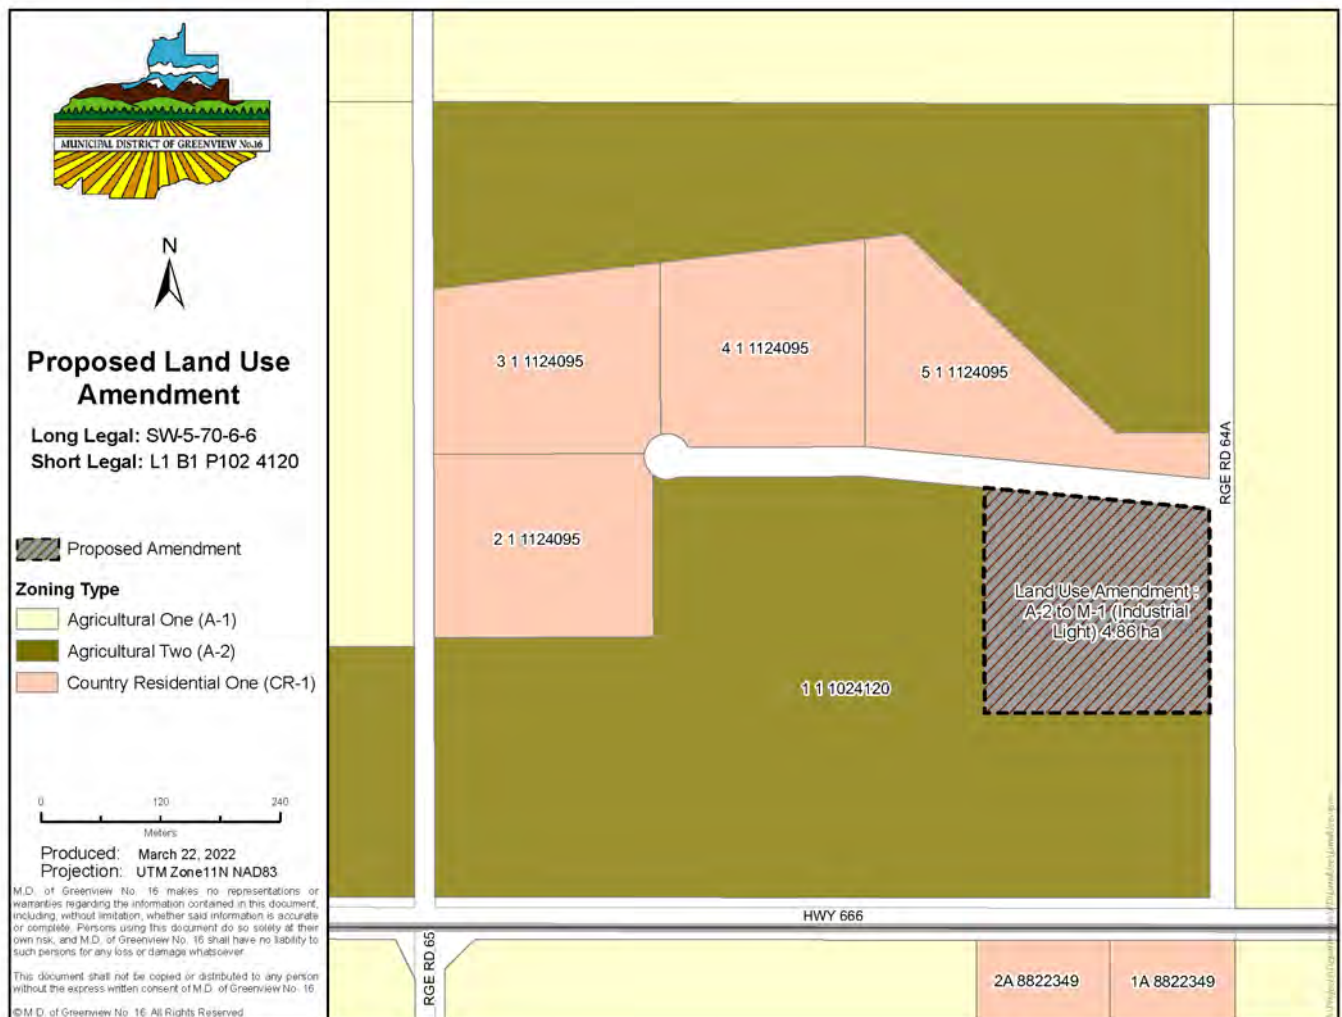 MUNICIPAL DISTRICT OF GREENVIEW No.16
N
Proposed Land Use
Amendment
Long Legal: SW-5-70-6-6
Short Legal: L1 B1 P102 4120
Proposed Amendment
Zoning Type
Agricultural One (A-1)
Agricultural Two (A-2)
Country Residential One (CR-1)
0 120 240
Meters
Produced: March 22, 2022
Projection: UTM Zone11N NAD83
M.D. of Greenview No. 16 makes no representations or
warranties regarding the information contained in this document,
including, without limitation, whether said information is accurate
or complete. Persons using this document do so solely at their
own risk, and M.D. of Greenview No. 16 shall have no liability to
such persons for any loss or damage whatsoever.
This document shall not be copied or distributed to any person
without the express written consent of M.D. of Greenview No. 16.
©M.D. of Greenview No. 16. All Rights Reserved
3 1 1124095
4 1 1124095
5 1 1124095
2 1 1124095
RGE RD 64A
Land Use Amendment :
A-2 to M-1 (Industrial
Light) 4.86 ha
1 1 1024120
HWY 666
RGE RD 65
2A 8822349
1A 8822349